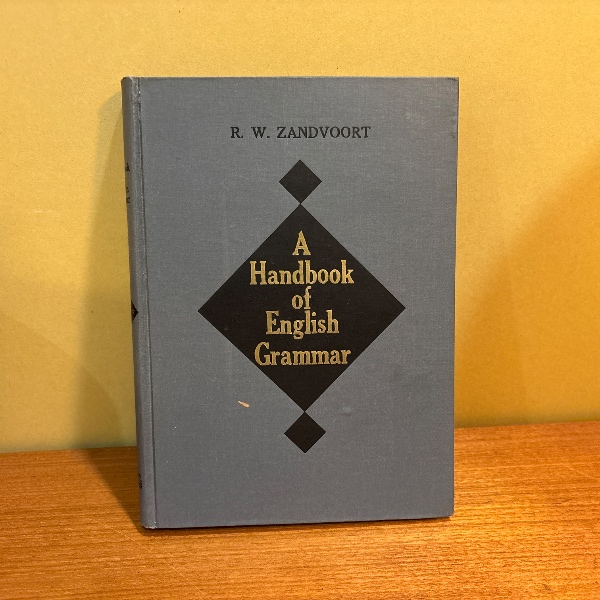 R. W. ZANDVOORT
A
Handbook
of
English
Grammar